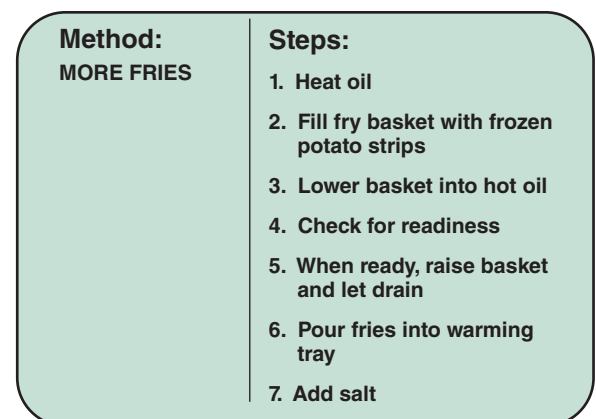 Method:
MORE FRIES
Steps:
1. Heat oil
2. Fill fry basket with frozen
potato strips
3. Lower basket into hot oil
4. Check for readiness
5. When ready, raise basket
and let drain
6. Pour fries into warming
tray
7. Add salt